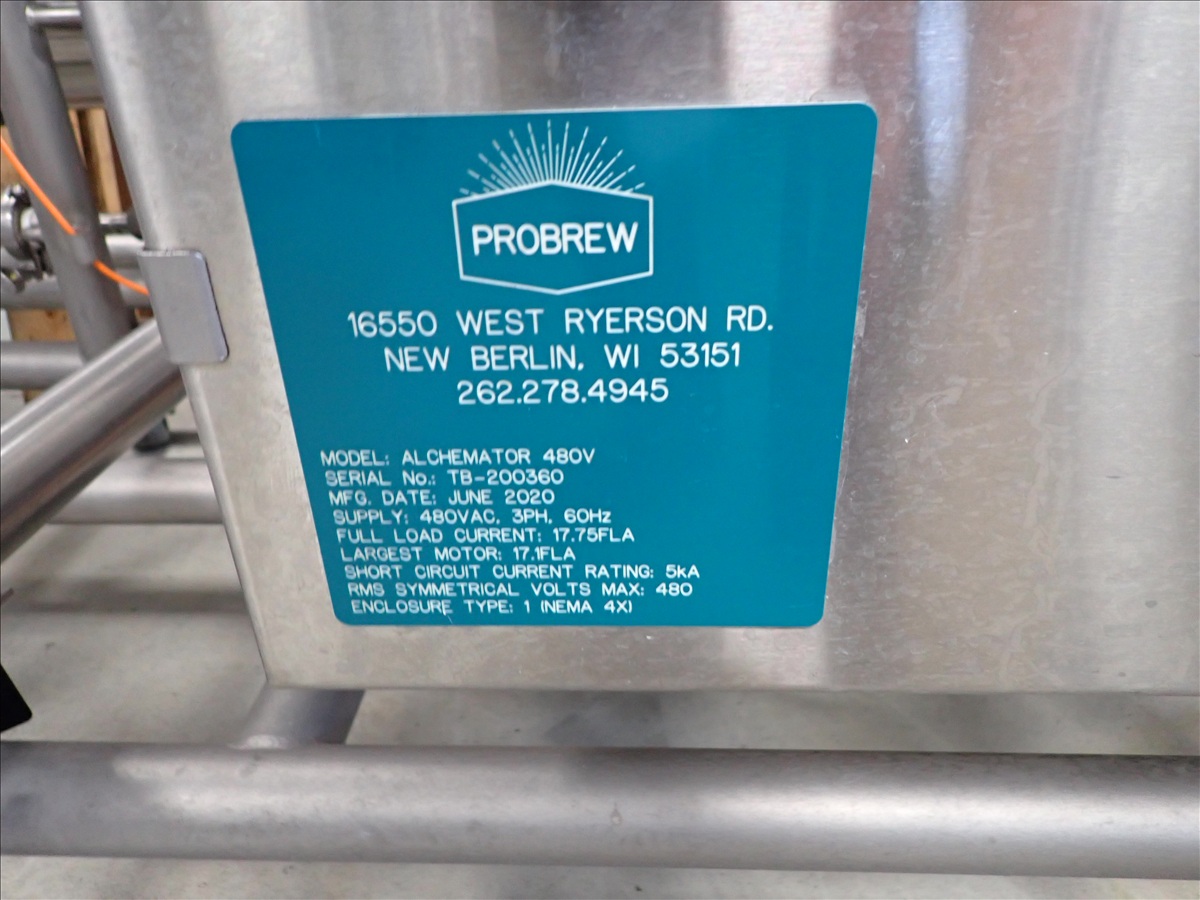 PROBREW
16550 WEST RYERSON RD.
NEW BERLIN, WI 53151
262.278.4945
MODEL: ALCHEMATOR 480V
SERIAL No.: TB-200360
MFG. DATE: JUNE 2020
SUPPLY: 480VAC, 3PH, 60Hz
FULL LOAD CURRENT: 17.75FLA
LARGEST MOTOR: 17.1FLA
SHORT CIRCUIT CURRENT RATING: 5kA
RMS SYMMETRICAL VOLTS MAX: 480
ENCLOSURE TYPE: 1 (NEMA 4X)